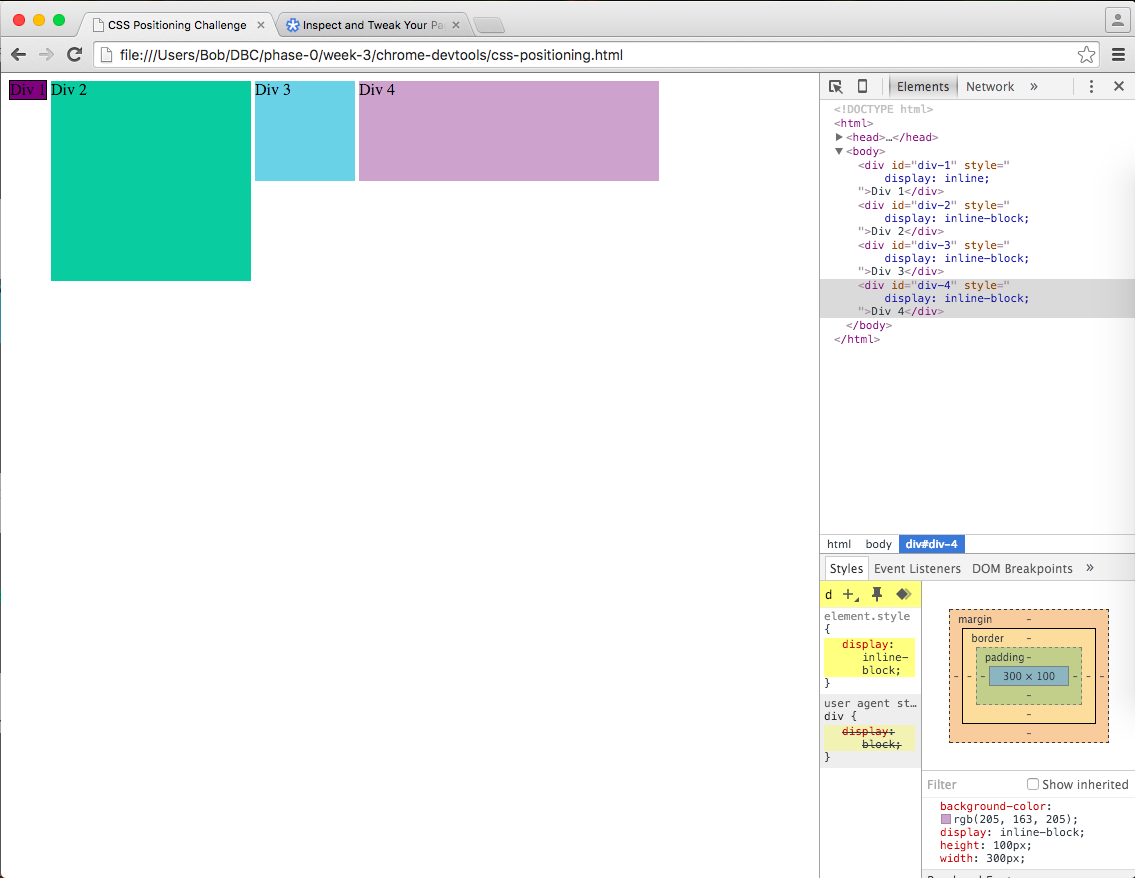 CSS Positioning Challenge
Inspect and Tweak Your Pa
file:///Users/Bob/DBC/phase-0/week-3/chrome-devtools/css-positioning.html
Div 1
Div 2
Div 3
Div 4
Elements Network »
<!DOCTYPE html>
<html>
<head>…</head>
<body>
<div id="div-1" style="
display: inline;
">Div 1</div>
<div id="div-2" style="
display: inline-block;
">Div 2</div>
<div id="div-3" style="
display: inline-block;
">Div 3</div>
<div id="div-4" style="
display: inline-block;
">Div 4</div>
</body>
</html>
html body div#div-4
Styles Event Listeners DOM Breakpoints »
d
element.style
{
display:
inline-
block;
}
user agent st…
div {
display:
block;
}
margin -
border -
padding -
- - - 300 × 100 - - -
-
-
-
Filter Show inherited
background-color:
rgb(205, 163, 205);
display: inline-block;
height: 100px;
width: 300px;